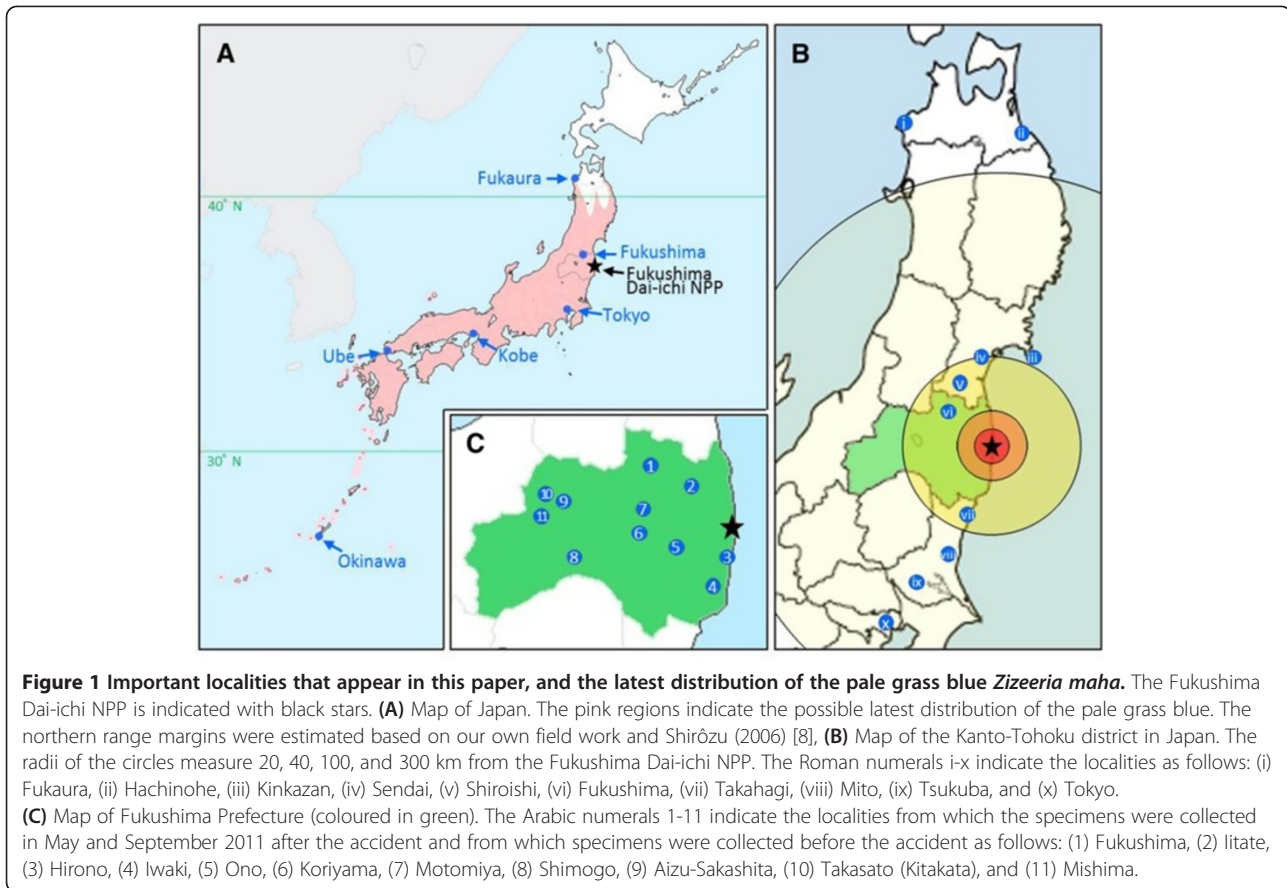 A
Fukaura
40° N
Fukushima
Fukushima
Dai-ichi NPP
Tokyo
Kobe
Ube
30° N
Okinawa
B
i
ii
iii
iv
v
vi
vii
viii
ix
x
C
1
2
3
4
5
6
7
8
9
10
11
Figure 1 Important localities that appear in this paper, and the latest distribution of the pale grass blue Zizeeria maha. The Fukushima
Dai-ichi NPP is indicated with black stars. (A) Map of Japan. The pink regions indicate the possible latest distribution of the pale grass blue. The
northern range margins were estimated based on our own field work and Shirôzu (2006) [8], (B) Map of the Kanto-Tohoku district in Japan. The
radii of the circles measure 20, 40, 100, and 300 km from the Fukushima Dai-ichi NPP. The Roman numerals i-x indicate the localities as follows: (i)
Fukaura, (ii) Hachinohe, (iii) Kinkazan, (iv) Sendai, (v) Shiroishi, (vi) Fukushima, (vii) Takahagi, (viii) Mito, (ix) Tsukuba, and (x) Tokyo.
(C) Map of Fukushima Prefecture (coloured in green). The Arabic numerals 1-11 indicate the localities from which the specimens were collected
in May and September 2011 after the accident and from which specimens were collected before the accident as follows: (1) Fukushima, (2) Iitate,
(3) Hirono, (4) Iwaki, (5) Ono, (6) Koriyama, (7) Motomiya, (8) Shimogo, (9) Aizu-Sakashita, (10) Takasato (Kitakata), and (11) Mishima.